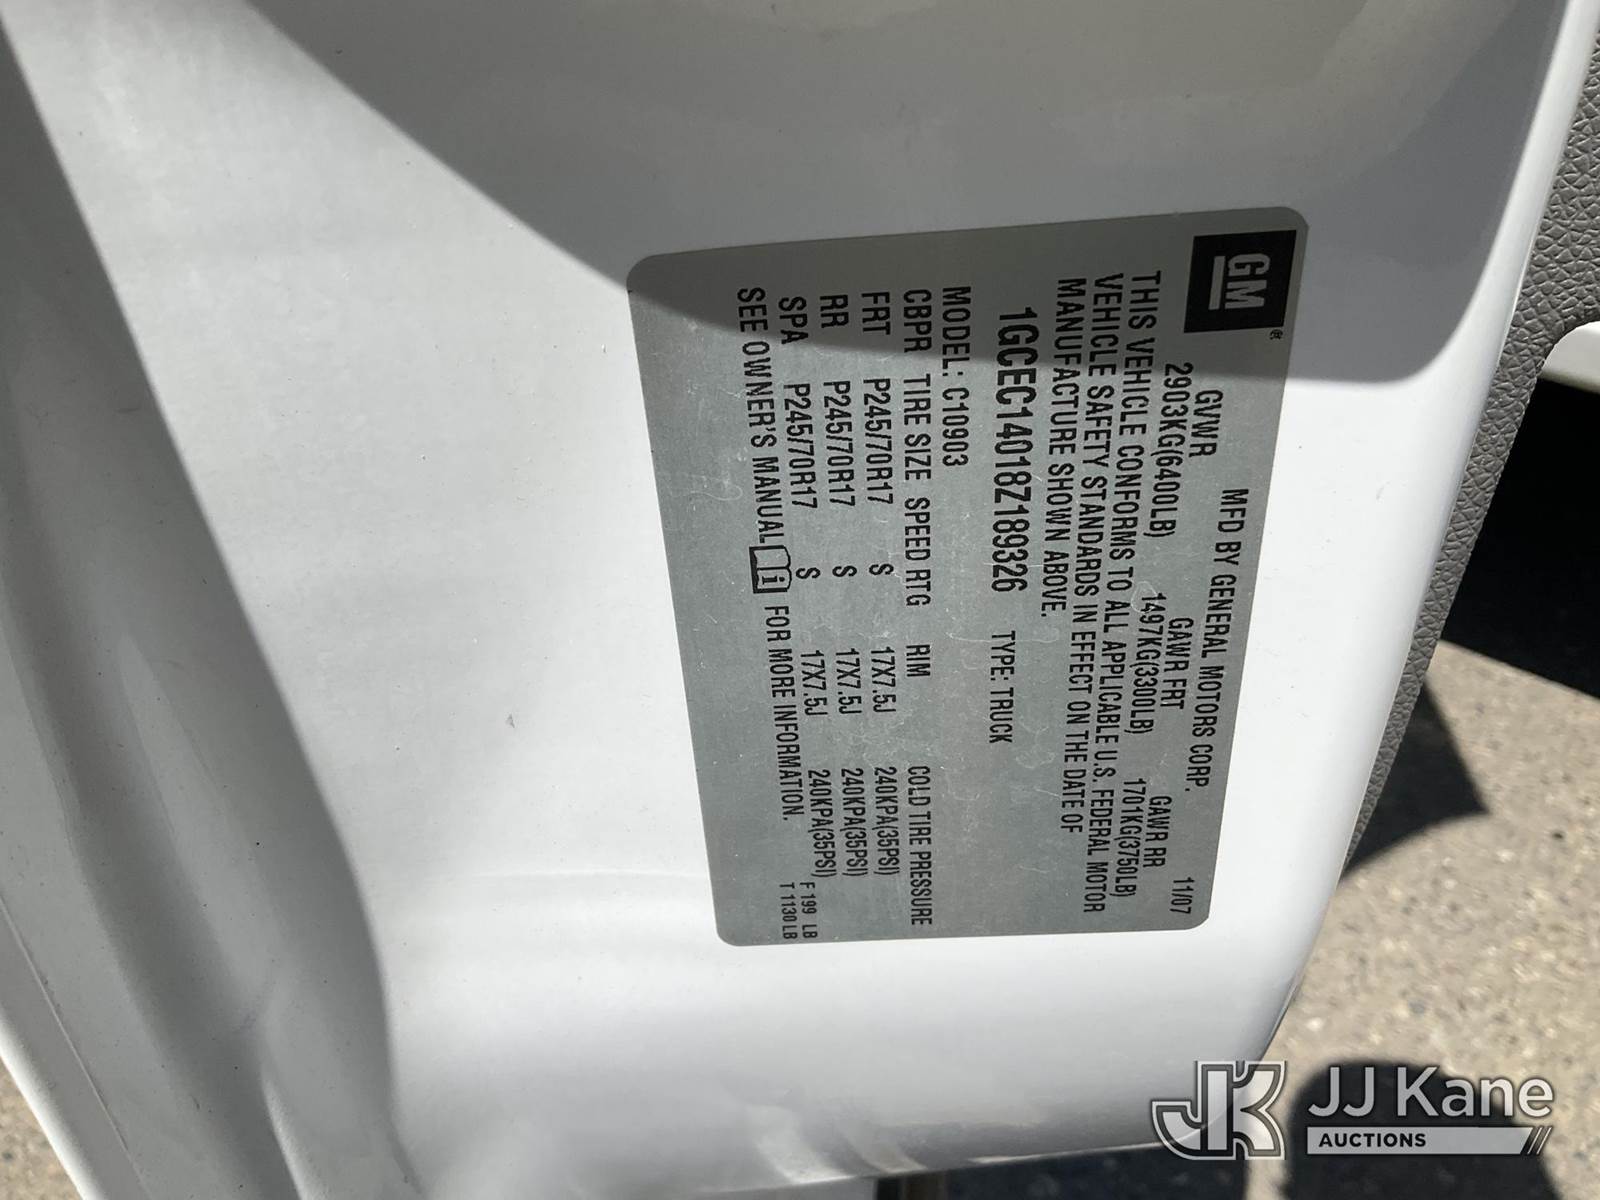 GM ®
MFD BY GENERAL MOTORS CORP. 11/07
GVWR GAWR FRT GAWR RR
2903KG(6400LB) 1497KG(3300LB) 1701KG(3750LB)
THIS VEHICLE CONFORMS TO ALL APPLICABLE U.S. FEDERAL MOTOR
VEHICLE SAFETY STANDARDS IN EFFECT ON THE DATE OF
MANUFACTURE SHOWN ABOVE.
1GCEC14018Z189326 TYPE: TRUCK
MODEL: C10903
CBPR TIRE SIZE SPEED RTG RIM COLD TIRE PRESSURE
FRT P245/70R17 S 17X7.5J 240KPA(35PSI)
RR P245/70R17 S 17X7.5J 240KPA(35PSI)
SPA P245/70R17 S 17X7.5J 240KPA(35PSI) F 199 LB
SEE OWNER'S MANUAL i FOR MORE INFORMATION. T 1130 LB
JK JJ Kane
AUCTIONS